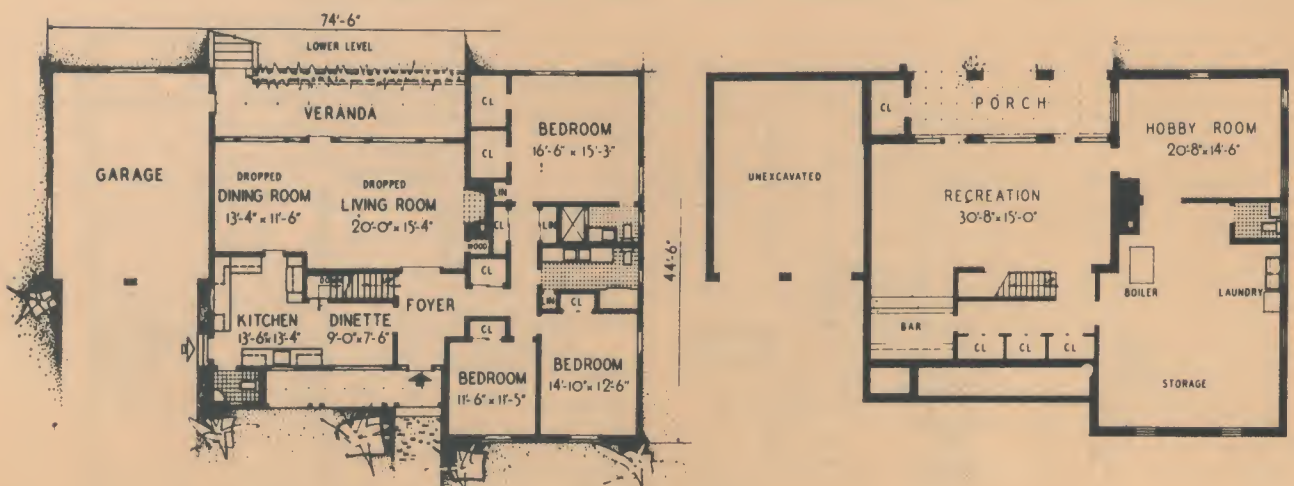 74'-6"
LOWER LEVEL
VERANDA
GARAGE
CL
CL
BEDROOM
16'-6" x 15'-3"
DROPPED
DINING ROOM
13'-4" x 11'-6"
DROPPED
LIVING ROOM
20'-0" x 15'-4"
LIN
CL
LIN
WOOD
CL
44'-6"
FOYER
KITCHEN
13'-6" x 13'-4"
DINETTE
9'-0" x 7'-6"
LIN
CL
CL
BEDROOM
11'-6" x 11'-5"
BEDROOM
14'-10" x 12'-6"
CL
PORCH
HOBBY ROOM
20'-8" x 14'-6"
UNEXCAVATED
RECREATION
30'-8" x 15'-0"
BOILER
LAUNDRY
BAR
CL
CL
CL
STORAGE